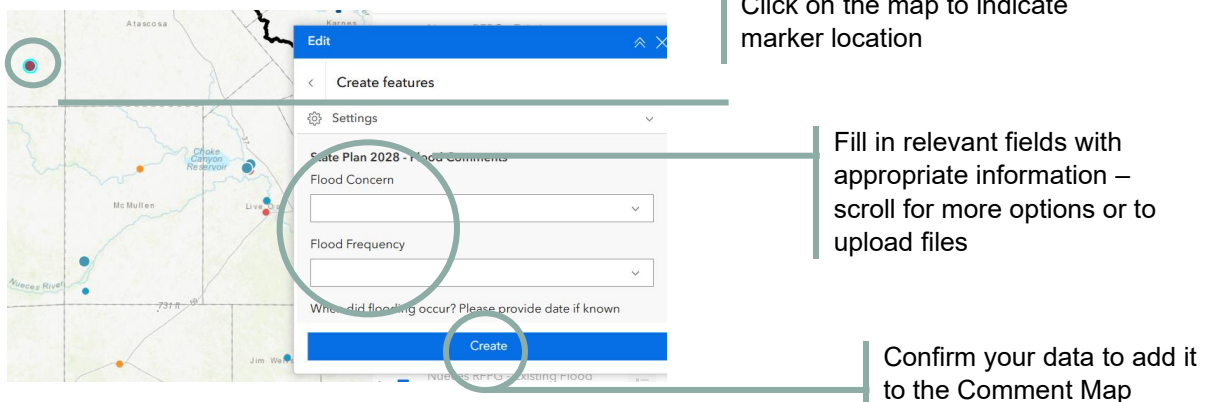 Click on the map to indicate
marker location
Atascosa
Karnes
Edit
Create features
Settings
State Plan 2028 - Flood Comments
Flood Concern
Flood Frequency
When did flooding occur? Please provide date if known
Create
Nueces RFPG - Existing Flood
37
Choke
Canyon
Reservoir
McMullen
Live Oak
Nueces River
731 ft
Jim Wells
Fill in relevant fields with
appropriate information –
scroll for more options or to
upload files
Confirm your data to add it
to the Comment Map